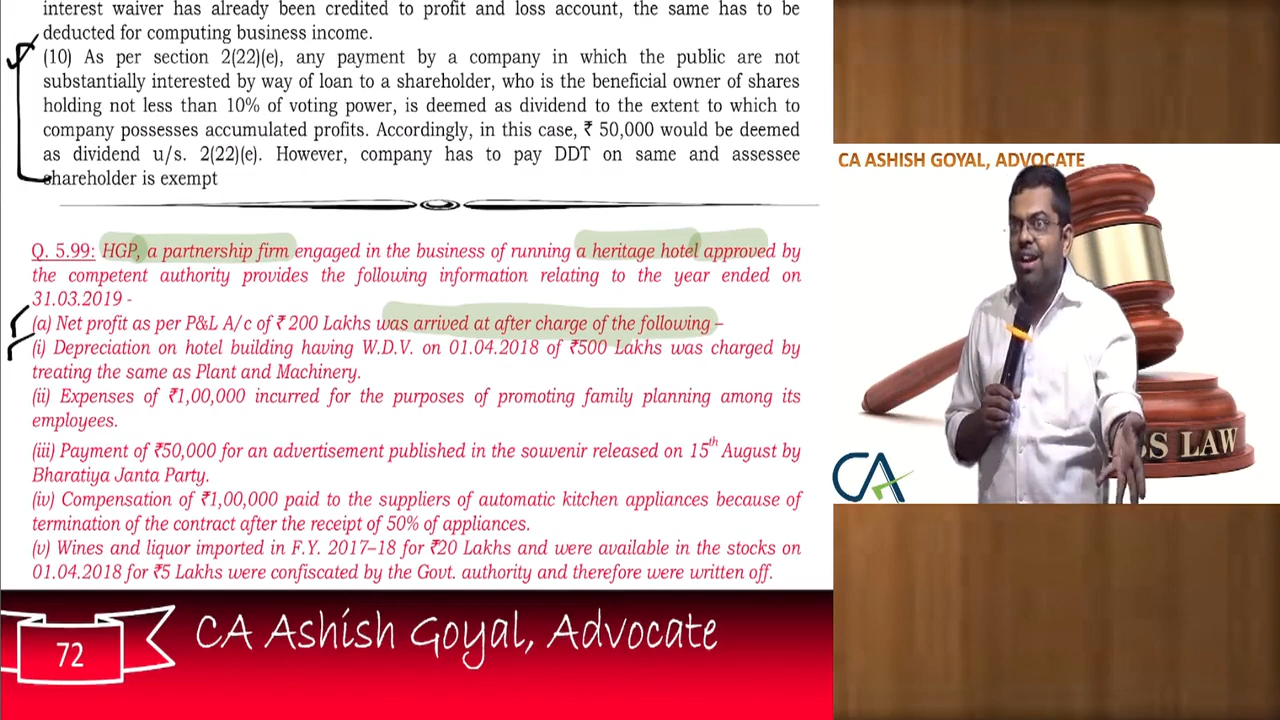 interest waiver has already been credited to profit and loss account, the same has to be
deducted for computing business income.
(10) As per section 2(22)(e), any payment by a company in which the public are not
substantially interested by way of loan to a shareholder, who is the beneficial owner of shares
holding not less than 10% of voting power, is deemed as dividend to the extent to which to
company possesses accumulated profits. Accordingly, in this case, ₹ 50,000 would be deemed
as dividend u/s. 2(22)(e). However, company has to pay DDT on same and assessee
shareholder is exempt
Q. 5.99: HGP, a partnership firm engaged in the business of running a heritage hotel approved by
the competent authority provides the following information relating to the year ended on
31.03.2019 -
(a) Net profit as per P&L A/c of ₹ 200 Lakhs was arrived at after charge of the following –
(i) Depreciation on hotel building having W.D.V. on 01.04.2018 of ₹500 Lakhs was charged by
treating the same as Plant and Machinery.
(ii) Expenses of ₹1,00,000 incurred for the purposes of promoting family planning among its
employees.
(iii) Payment of ₹50,000 for an advertisement published in the souvenir released on 15th August by
Bharatiya Janta Party.
(iv) Compensation of ₹1,00,000 paid to the suppliers of automatic kitchen appliances because of
termination of the contract after the receipt of 50% of appliances.
(v) Wines and liquor imported in F.Y. 2017–18 for ₹20 Lakhs and were available in the stocks on
01.04.2018 for ₹5 Lakhs were confiscated by the Govt. authority and therefore were written off.
72
CA Ashish Goyal, Advocate
CA ASHISH GOYAL, ADVOCATE
CA
SS LAW